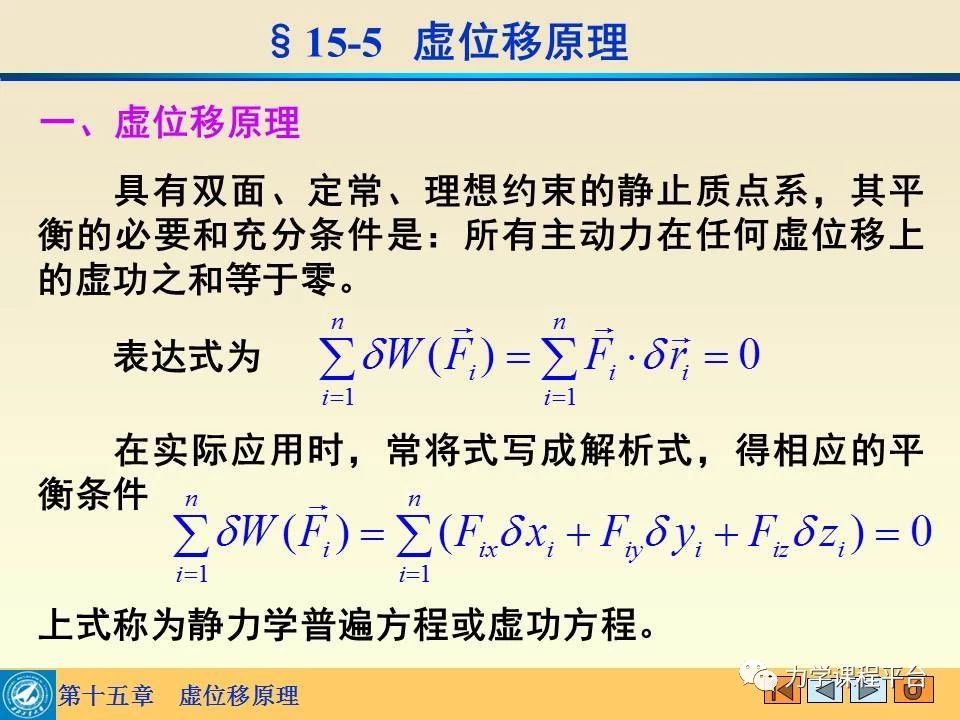 §15-5 虚位移原理
一、虚位移原理
具有双面、定常、理想约束的静止质点系，其平
衡的必要和充分条件是：所有主动力在任何虚位移上
的虚功之和等于零。
表达式为 $\sum_{i=1}^{n} \delta W(\vec{F}_i) = \sum_{i=1}^{n} \vec{F}_i \cdot \delta \vec{r}_i = 0$
在实际应用时，常将式写成解析式，得相应的平
衡条件
$\sum_{i=1}^{n} \delta W(\vec{F}_i) = \sum_{i=1}^{n} (F_{ix} \delta x_i + F_{iy} \delta y_i + F_{iz} \delta z_i) = 0$
上式称为静力学普遍方程或虚功方程。
第十五章 虚位移原理
力学课程平台